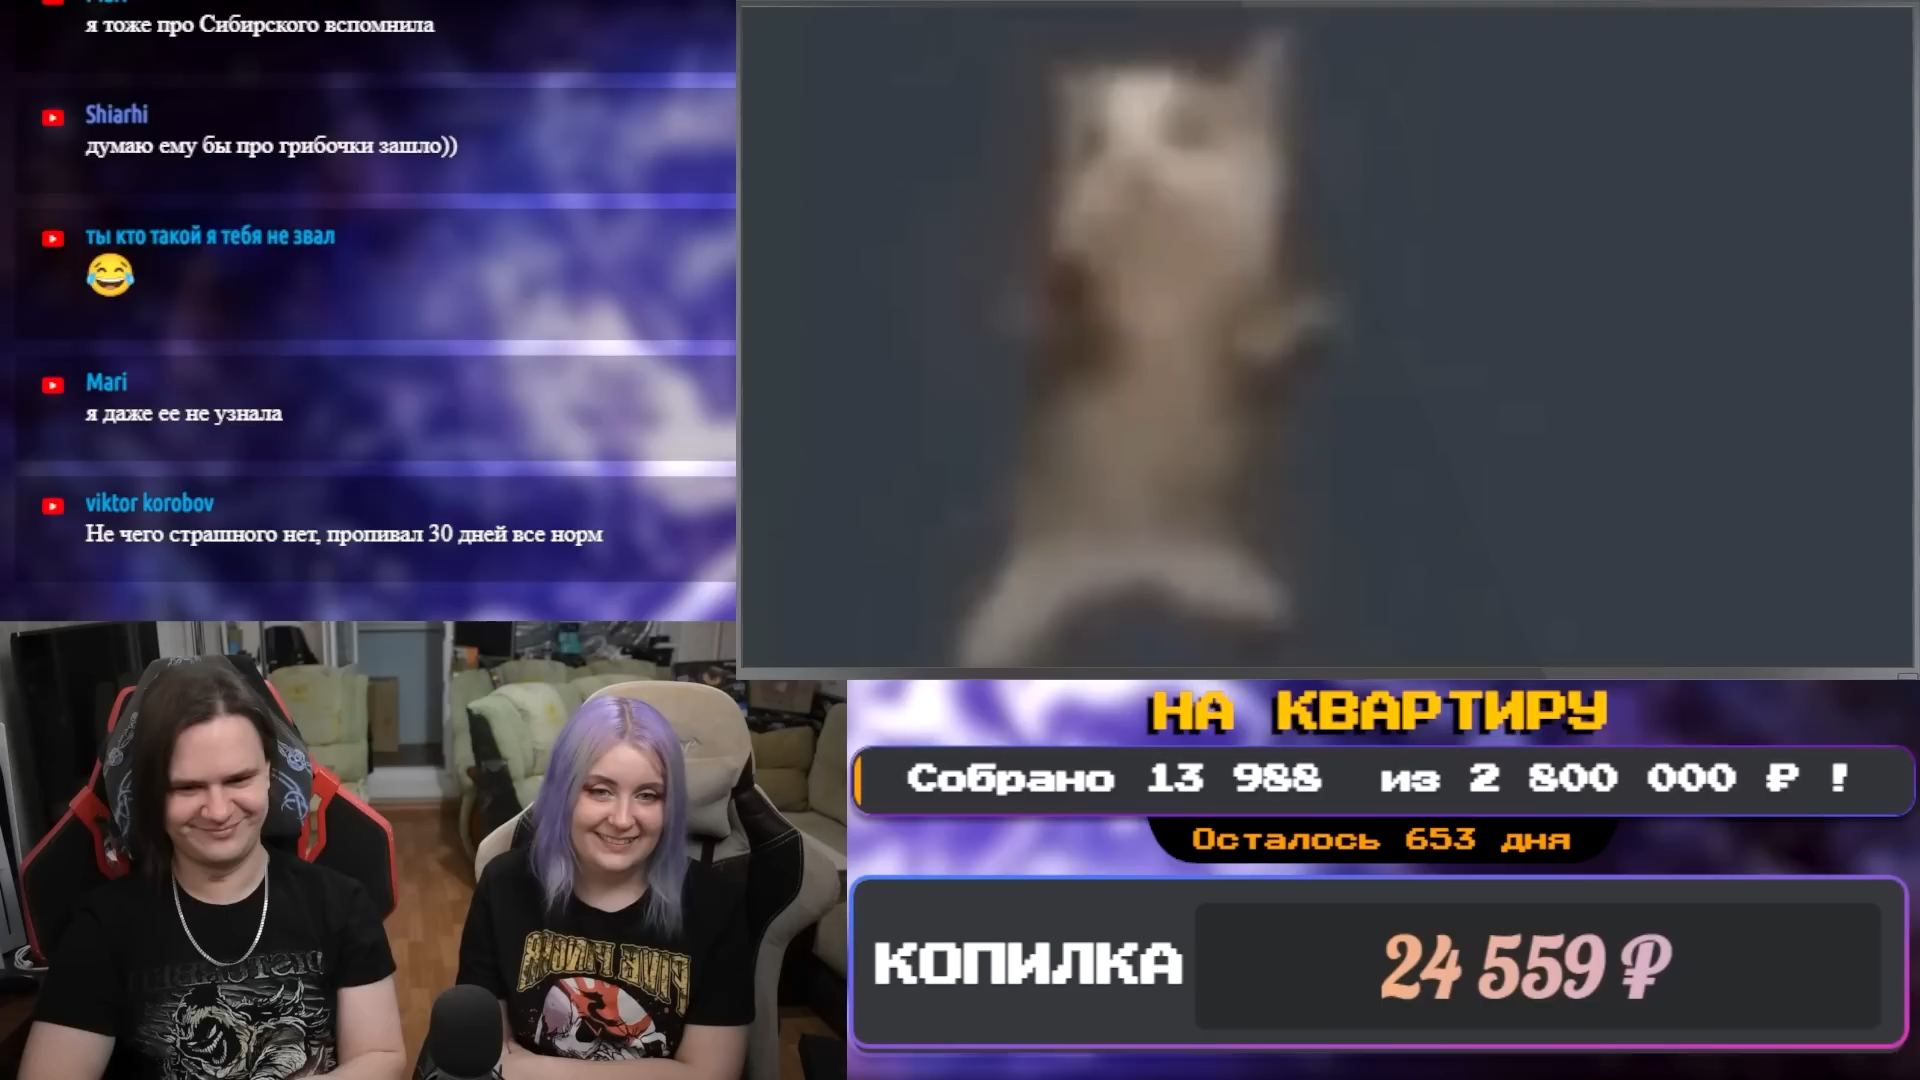 я тоже про Сибирского вспомнила
Shiarhi
думаю ему бы про грибочки зашло))
ты кто такой я тебя не звал
😂
Mari
я даже ее не узнала
viktor korobov
Не чего страшного нет, пропивал 30 дней все норм
НА КВАРТИРУ
Собрано 13 988 из 2 800 000 ₽ !
Осталось 653 дня
КОПИЛКА
24 559 ₽